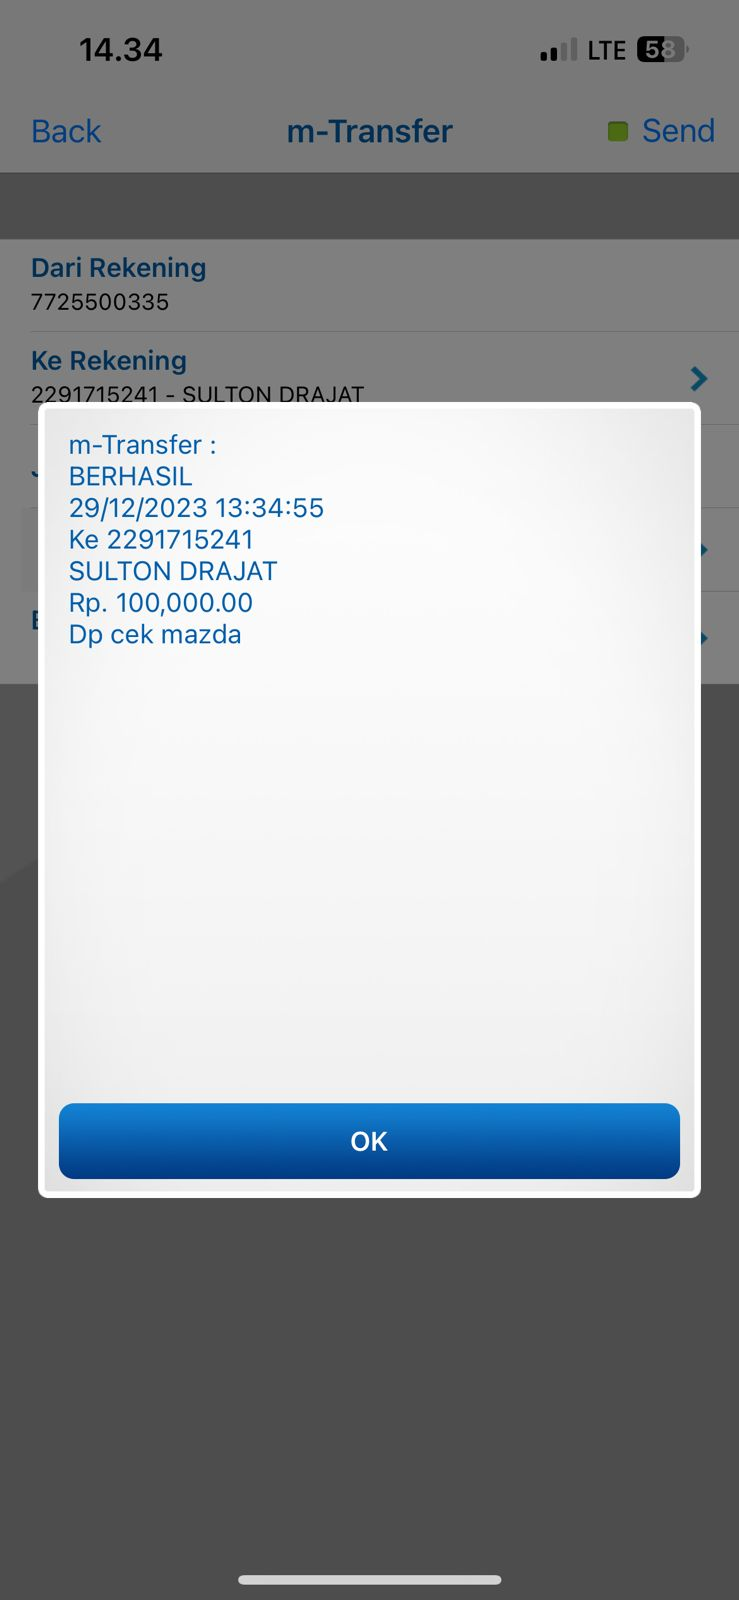 14.34
LTE 58
Back m-Transfer Send
Dari Rekening
7725500335
Ke Rekening
2291715241 - SULTON DRAJAT
m-Transfer :
BERHASIL
29/12/2023 13:34:55
Ke 2291715241
SULTON DRAJAT
Rp. 100,000.00
Dp cek mazda
OK